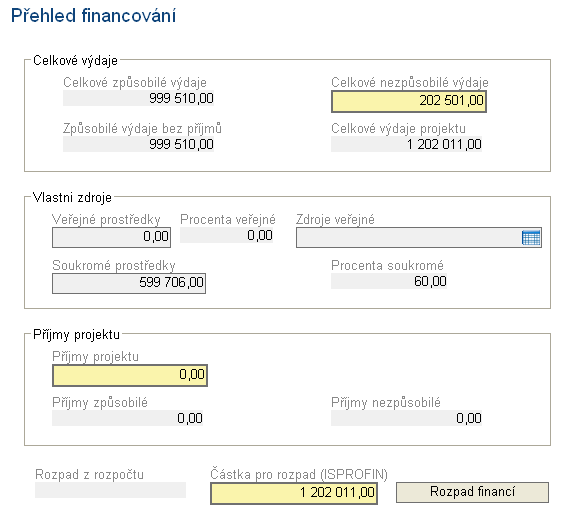 Přehled financování
Celkové výdaje
Celkové způsobilé výdaje Celkové nezpůsobilé výdaje
999 510,00 202 501,00
Způsobilé výdaje bez příjmů Celkové výdaje projektu
999 510,00 1 202 011,00
Vlastni zdroje
Veřejné prostředky Procenta veřejné Zdroje veřejné
0,00 0,00
Soukromé prostředky Procenta soukromé
599 706,00 60,00
Příjmy projektu
Příjmy projektu
0,00
Příjmy způsobilé Příjmy nezpůsobilé
0,00 0,00
Rozpad z rozpočtu Částka pro rozpad (ISPROFIN)
1 202 011,00 Rozpad financí